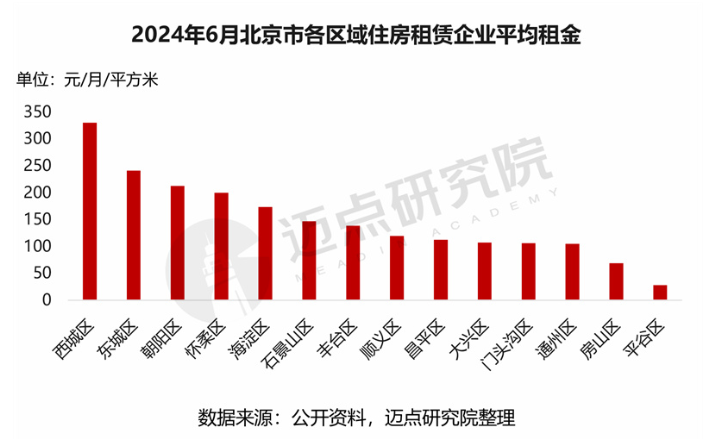 2024年6月北京市各区域住房租赁企业平均租金
单位：元/月/平方米
350
300
250
200
150
100
50
0
迈点研究院
MEADIN ACADEMY
西城区
东城区
朝阳区
怀柔区
海淀区
石景山区
丰台区
顺义区
昌平区
大兴区
门头沟区
通州区
房山区
平谷区
数据来源：公开资料，迈点研究院整理